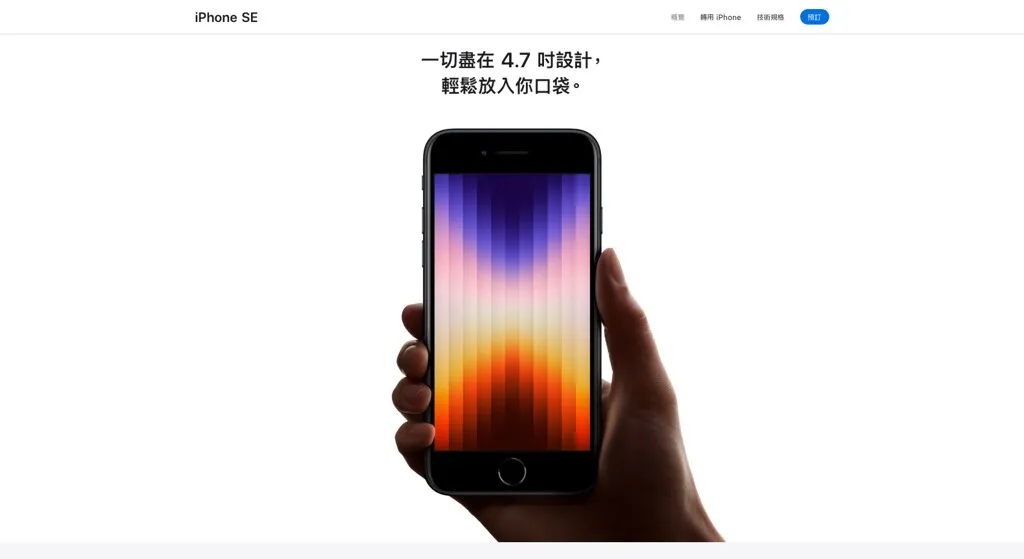 iPhone SE
概覽
轉用 iPhone
技術規格
預訂
一切盡在 4.7 吋設計，
輕鬆放入你口袋。